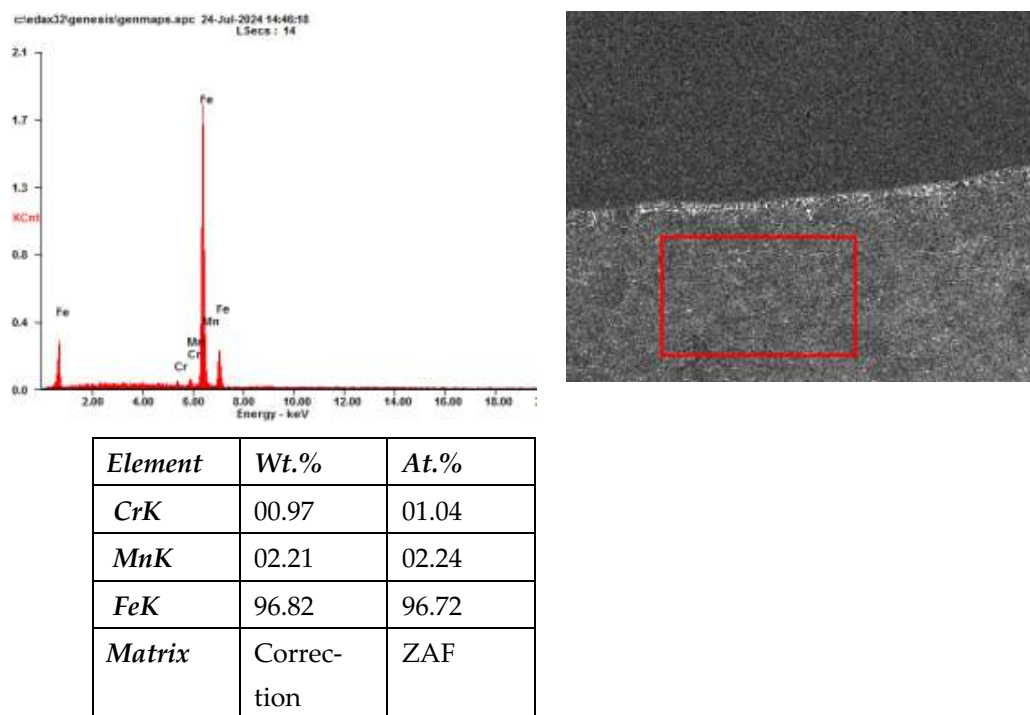 c:\edax32\genesis\genmaps.spc 24-Jul-2024 14:46:18
LSecs : 14
2.1
1.7
1.3
KCnt
0.8
0.4
0.0
Fe
Fe
Fe
Mn
Mn
Cr
Cr
2.00 4.00 6.00 8.00 10.00 12.00 14.00 16.00 18.00
Energy - keV
Element Wt.% At.%
CrK 00.97 01.04
MnK 02.21 02.24
FeK 96.82 96.72
Matrix Correc- ZAF
tion